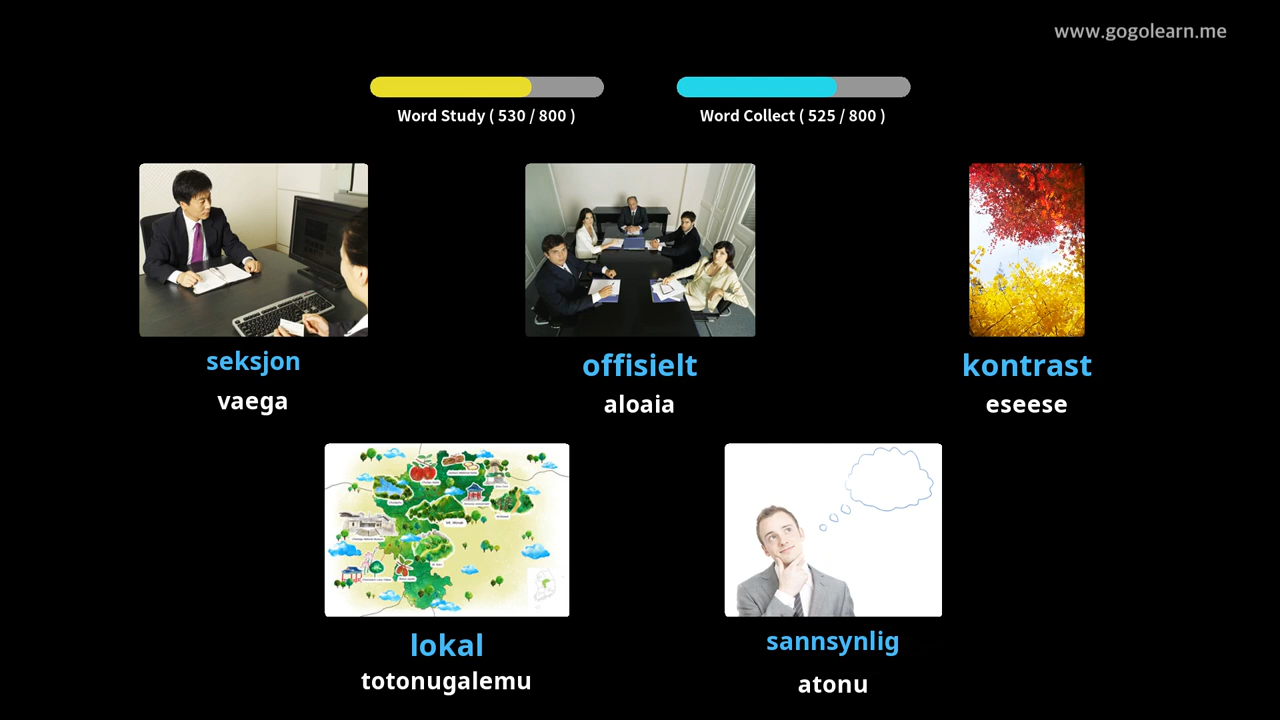 www.gogolearn.me
Word Study ( 530 / 800 )
Word Collect ( 525 / 800 )
seksjon
vaega
offisielt
aloaia
kontrast
eseese
lokal
totonugalemu
sannsynlig
atonu